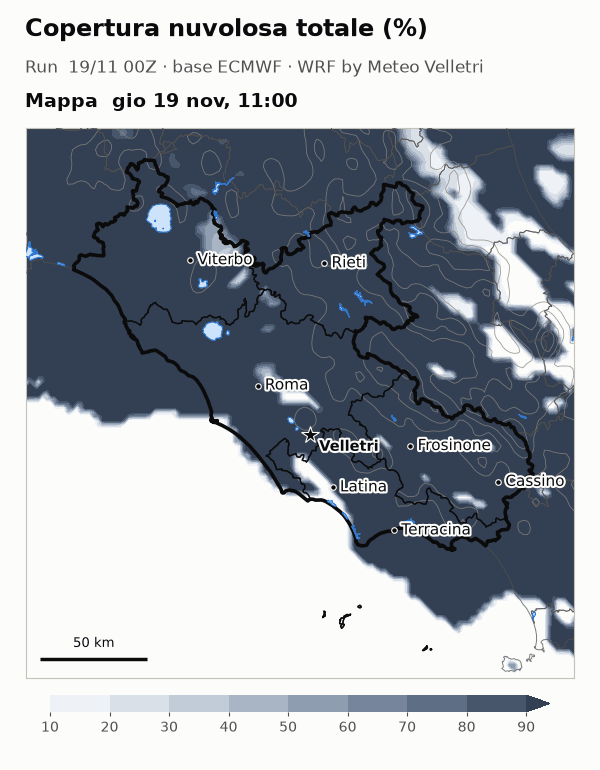 Copertura nuvolosa totale (%)
Run 19/11 00Z · base ECMWF · WRF by Meteo Velletri
Mappa gio 19 nov, 11:00
Viterbo
Rieti
Roma
Velletri
Frosinone
Latina
Cassino
Terracina
50 km
10 20 30 40 50 60 70 80 90